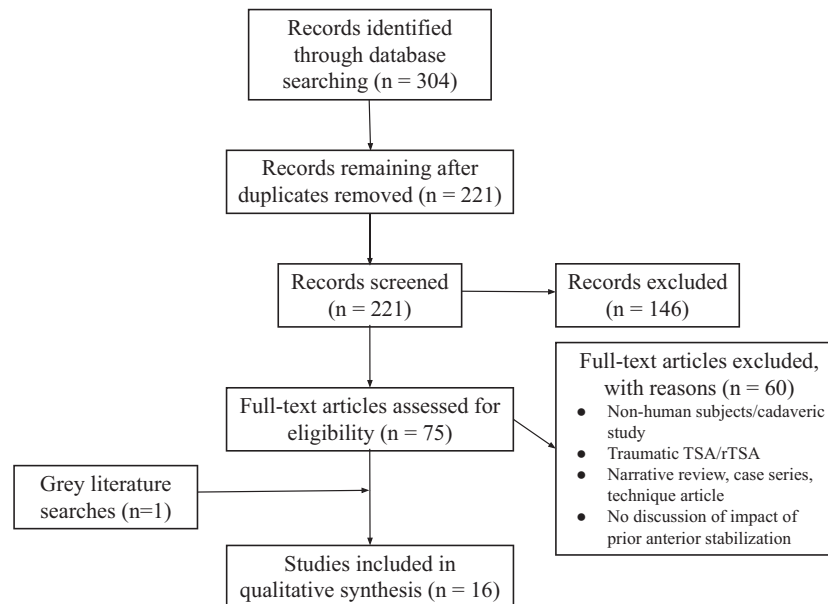 Records identified
through database
searching (n = 304)
Records remaining after
duplicates removed (n = 221)
Records screened
(n = 221)
Records excluded
(n = 146)
Full-text articles assessed for
eligibility (n = 75)
Full-text articles excluded,
with reasons (n = 60)
● Non-human subjects/cadaveric
study
● Traumatic TSA/rTSA
● Narrative review, case series,
technique article
● No discussion of impact of
prior anterior stabilization
Grey literature
searches (n=1)
Studies included in
qualitative synthesis (n = 16)